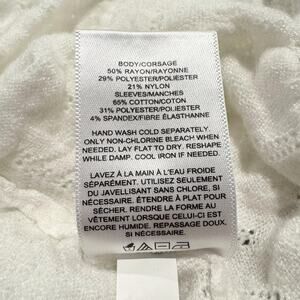 BODY/CORSAGE
50% RAYON/RAYONNE
29% POLYESTER/POLIESTER
21% NYLON
SLEEVES/MANCHES
65% COTTON/COTON
31% POLYESTER/POLIESTER
4% SPANDEX/FIBRE ÉLASTHANNE
HAND WASH COLD SEPARATELY.
ONLY NON-CHLORINE BLEACH WHEN
NEEDED. LAY FLAT TO DRY. RESHAPE
WHILE DAMP. COOL IRON IF NEEDED.
LAVEZ À LA MAIN À L'EAU FROIDE
SÉPARÉMENT. UTILISEZ SEULEMENT
DU JAVELLISANT SANS CHLORE, SI
NÉCESSAIRE. ÉTENDRE À PLAT POUR
SÉCHER. RENDRE LA FORME AU
VÊTEMENT LORSQUE CELUI-CI EST
ENCORE HUMIDE. REPASSAGE DOUX.
SI NÉCESSAIRE.